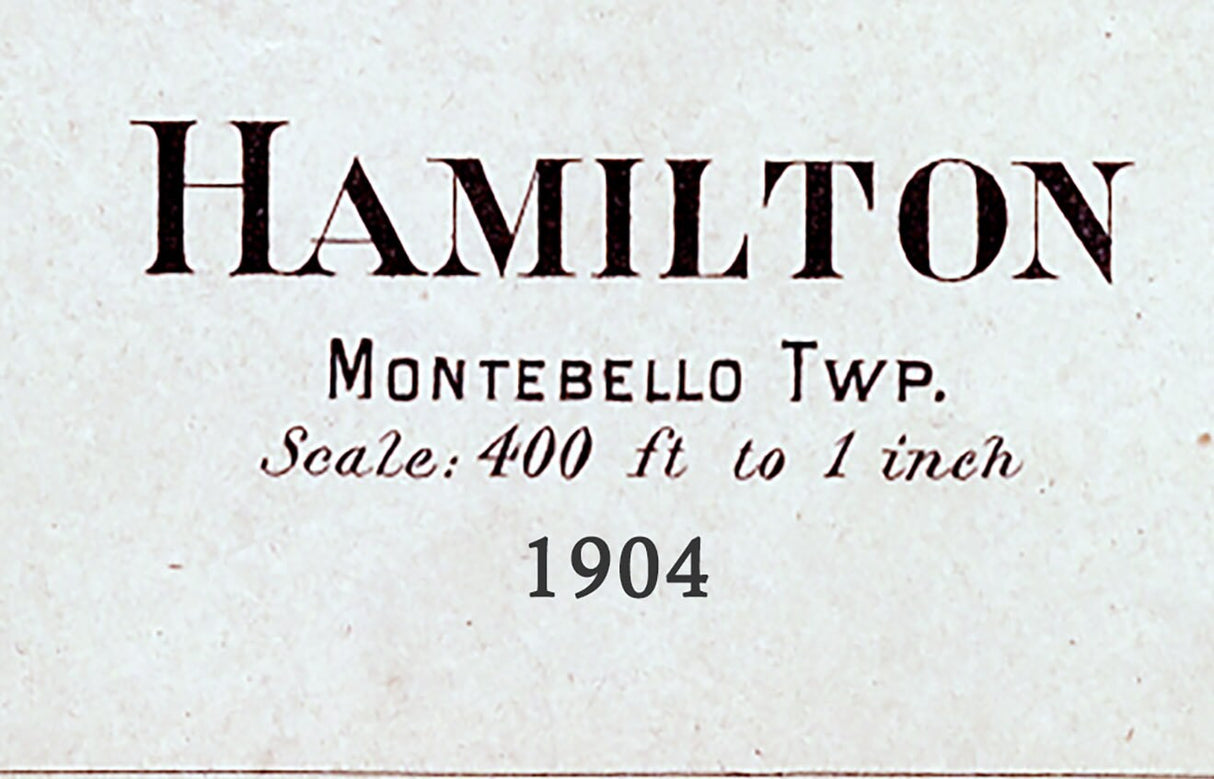 HAMILTON
MONTEBELLO TWP.
Scale: 400 ft to 1 inch
1904